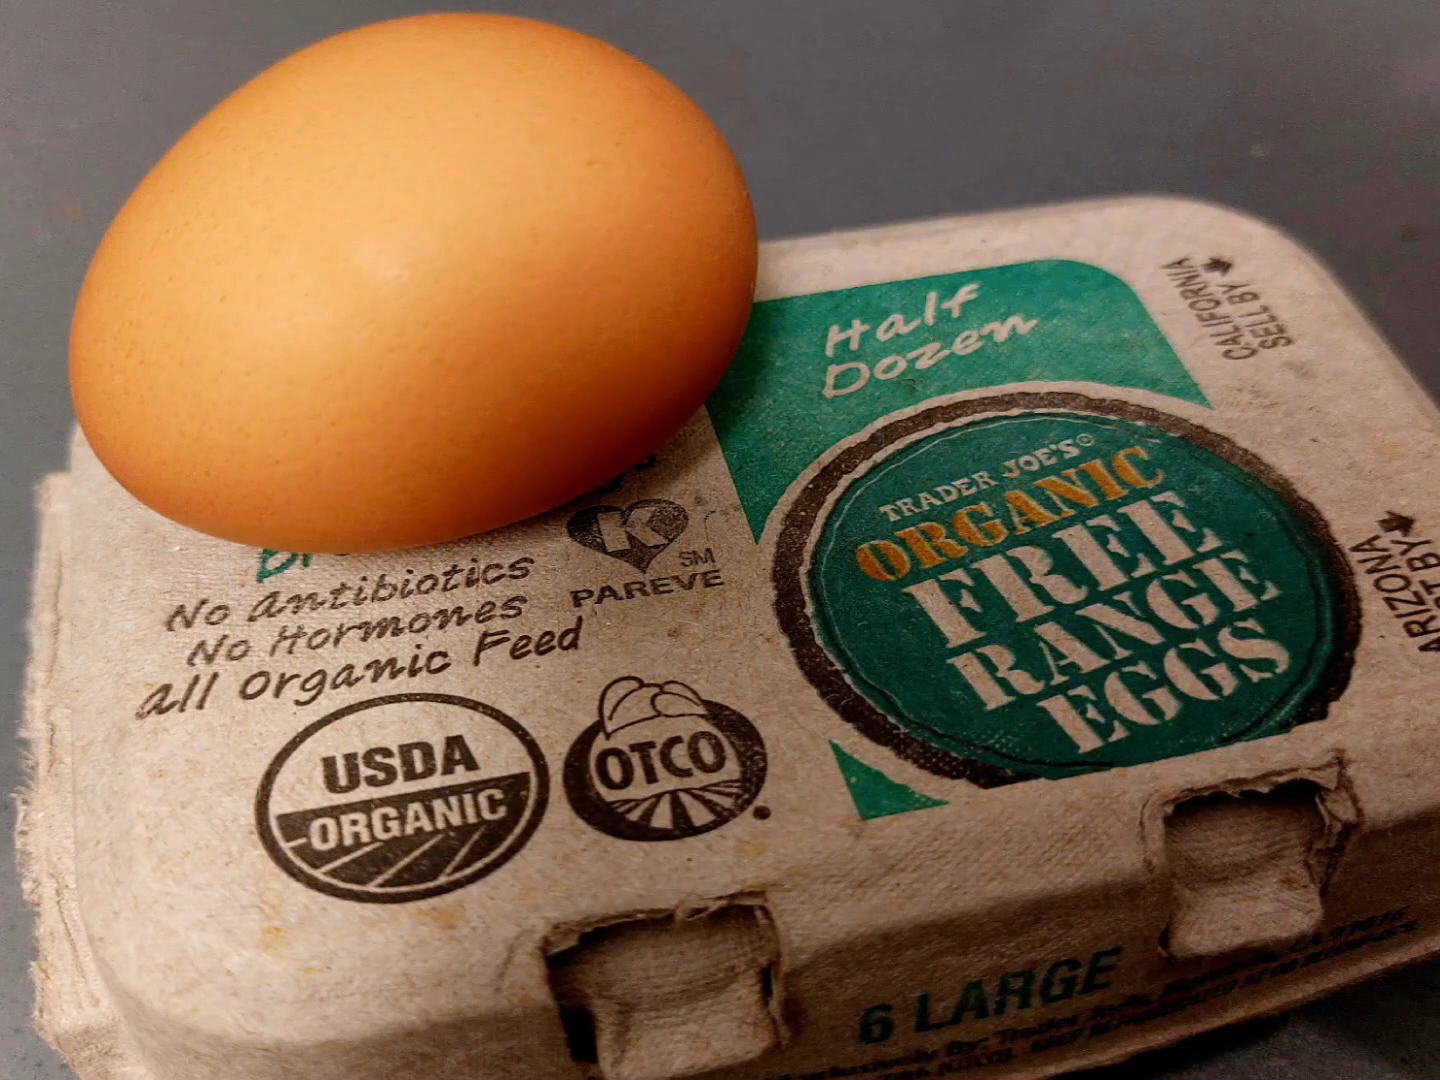 Half
Dozen
CALIFORNIA
SELL BY
TRADER JOE'S®
ORGANIC
FREE
RANGE
EGGS
ARIZONA
BY
K
SM
PAREVE
No Antibiotics
No Hormones
all Organic Feed
USDA
ORGANIC
OTCO
6 LARGE